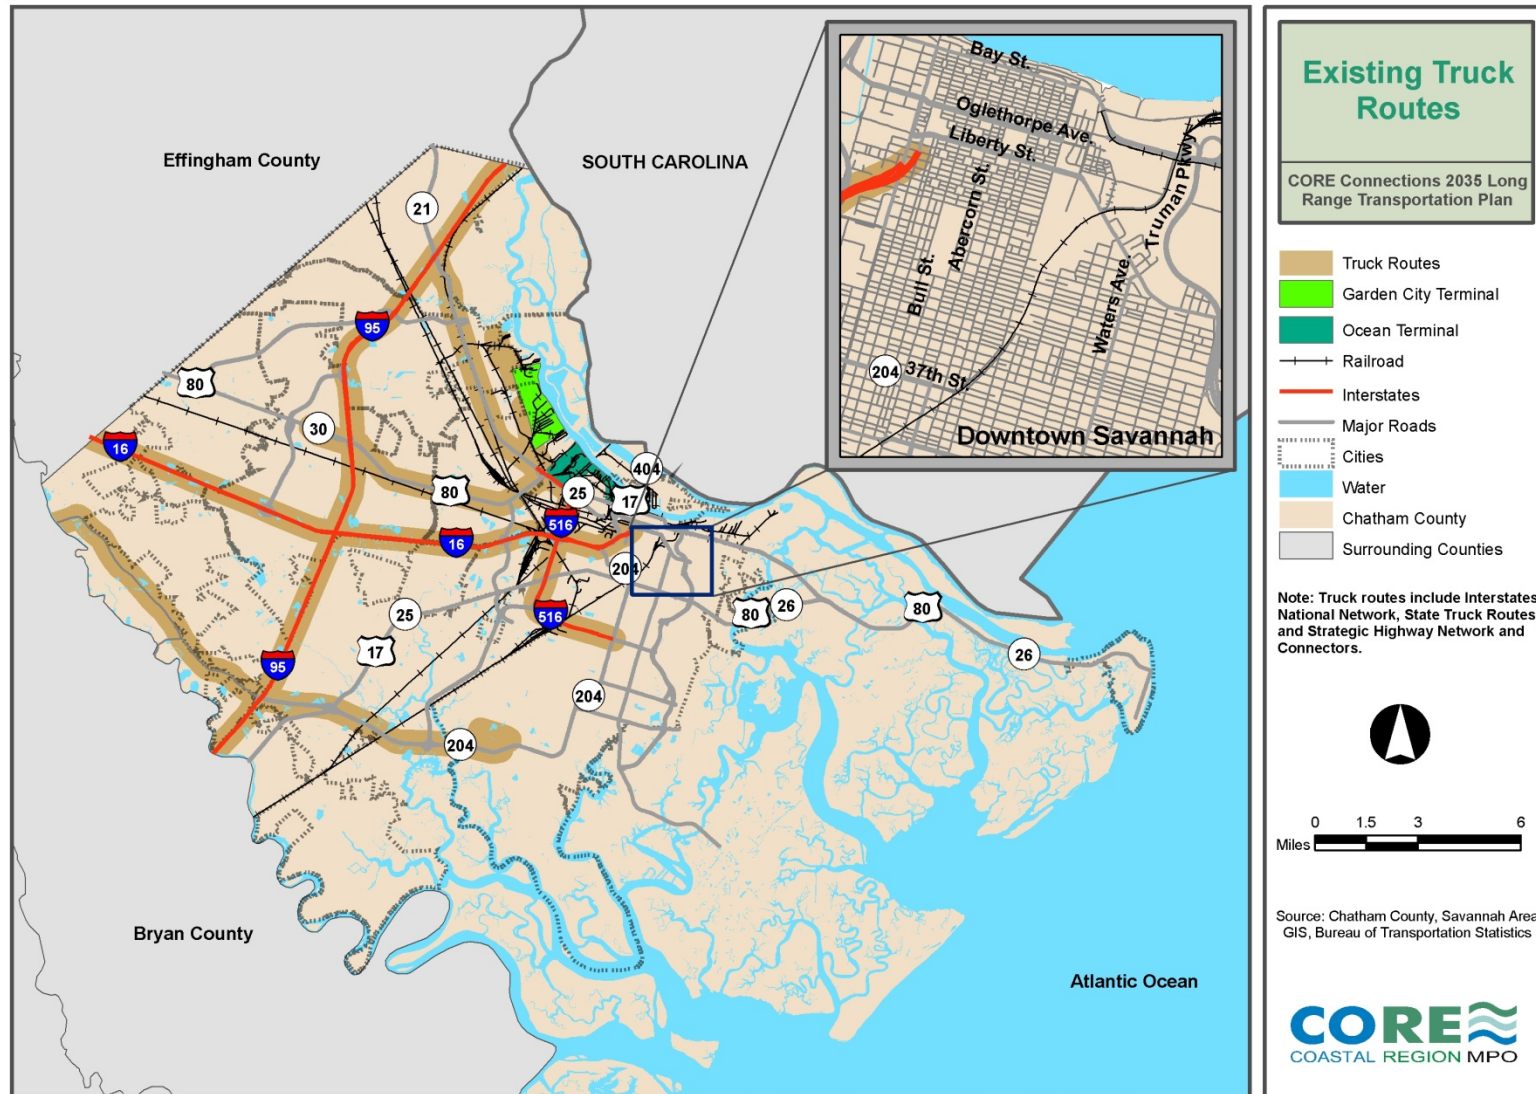 Effingham County
SOUTH CAROLINA
21
95
80
30
16
80
16
516
25
17
404
204
516
25
17
95
204
204
80
26
80
26
Bryan County
Atlantic Ocean
Bay St.
Oglethorpe Ave.
Liberty St.
Abercorn St.
Bull St.
Truman Pkwy
Waters Ave.
204
37th St.
Downtown Savannah
Existing Truck
Routes
CORE Connections 2035 Long
Range Transportation Plan
Truck Routes
Garden City Terminal
Ocean Terminal
Railroad
Interstates
Major Roads
Cities
Water
Chatham County
Surrounding Counties
Note: Truck routes include Interstates
National Network, State Truck Routes
and Strategic Highway Network and
Connectors.
0 1.5 3 6
Miles
Source: Chatham County, Savannah Area
GIS, Bureau of Transportation Statistics
CORE
COASTAL REGION MPO